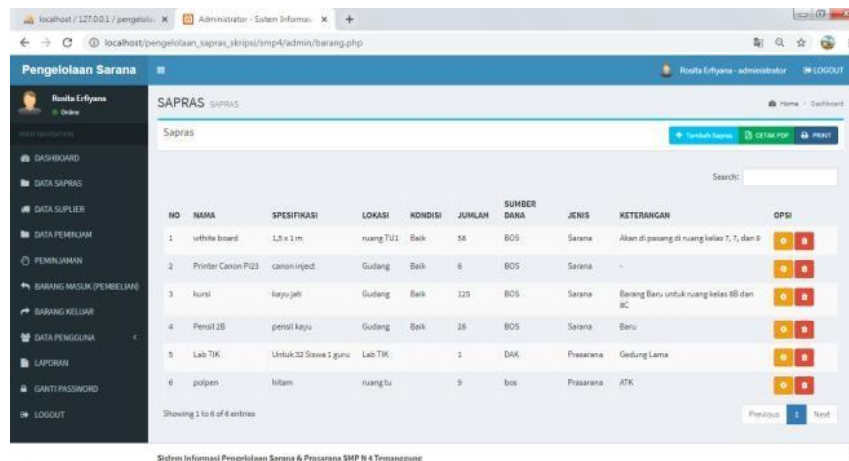 localhost / 127.0.0.1 / pengelola
Administrator - Sistem Informasi
localhost/pengelolaan_sapras_skripsi/smp4/admin/barang.php
Pengelolaan Sarana
Rosita Erfiyana - administrator
LOGOUT
Rosita Erfiyana
Online
MAIN NAVIGATION
DASHBOARD
DATA SAPRAS
DATA SUPLIER
DATA PEMINJAM
PEMINJAMAN
BARANG MASUK (PEMBELIAN)
BARANG KELUAR
DATA PENGGUNA
LAPORAN
GANTI PASSWORD
LOGOUT
SAPRAS SAPRAS
Home > Dashboard
Sapras
Tambah Sapras CETAK PDF PRINT
Search:
NO NAMA SPESIFIKASI LOKASI KONDISI JUMLAH SUMBER DANA JENIS KETERANGAN OPSI
1 wthite board 1,5 x 1 m ruang TU1 Baik 58 BOS Sarana Akan di pasang di ruang kelas 7, 7, dan 9
2 Printer Canon Pi23 canon inject Gudang Baik 6 BOS Sarana -
3 kursi kayu jati Gudang Baik 125 BOS Sarana Barang Baru untuk ruang kelas 8B dan 8C
4 Pensil 2B pensil kayu Gudang Baik 26 BOS Sarana Baru
5 Lab TIK Untuk 32 Siswa 1 guru Lab TIK 1 DAK Prasarana Gedung Lama
6 polpen hitam ruang tu 9 bos Prasarana ATK
Showing 1 to 6 of 6 entries
Previous 1 Next
Sistem Informasi Pengelolaan Sarana & Prasarana SMP N 4 Temanggung